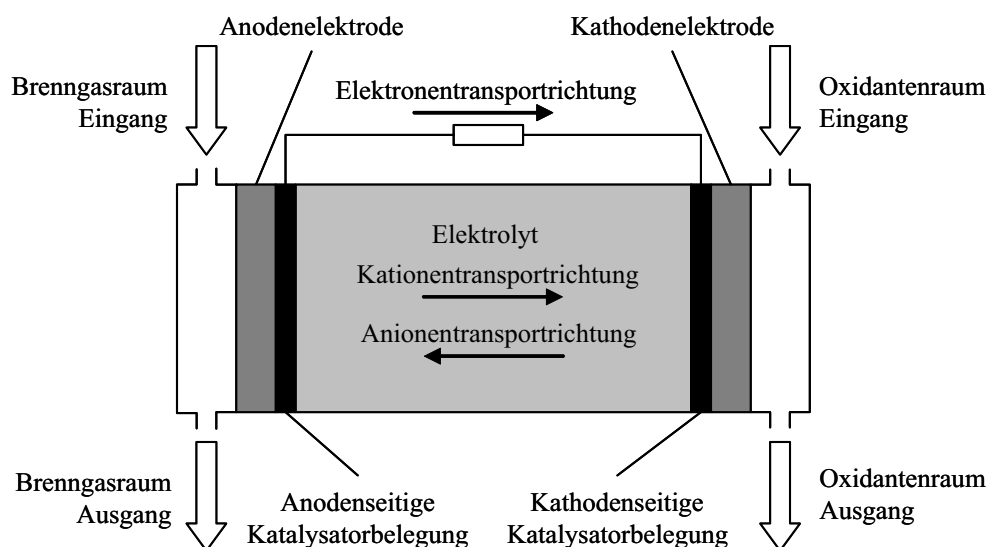 Anodenelektrode
Kathodenelektrode
Brenngasraum
Eingang
Elektronentransportrichtung
Oxidantenraum
Eingang
Elektrolyt
Kationentransportrichtung
Anionentransportrichtung
Brenngasraum
Ausgang
Anodenseitige
Katalysatorbelegung
Kathodenseitige
Katalysatorbelegung
Oxidantenraum
Ausgang